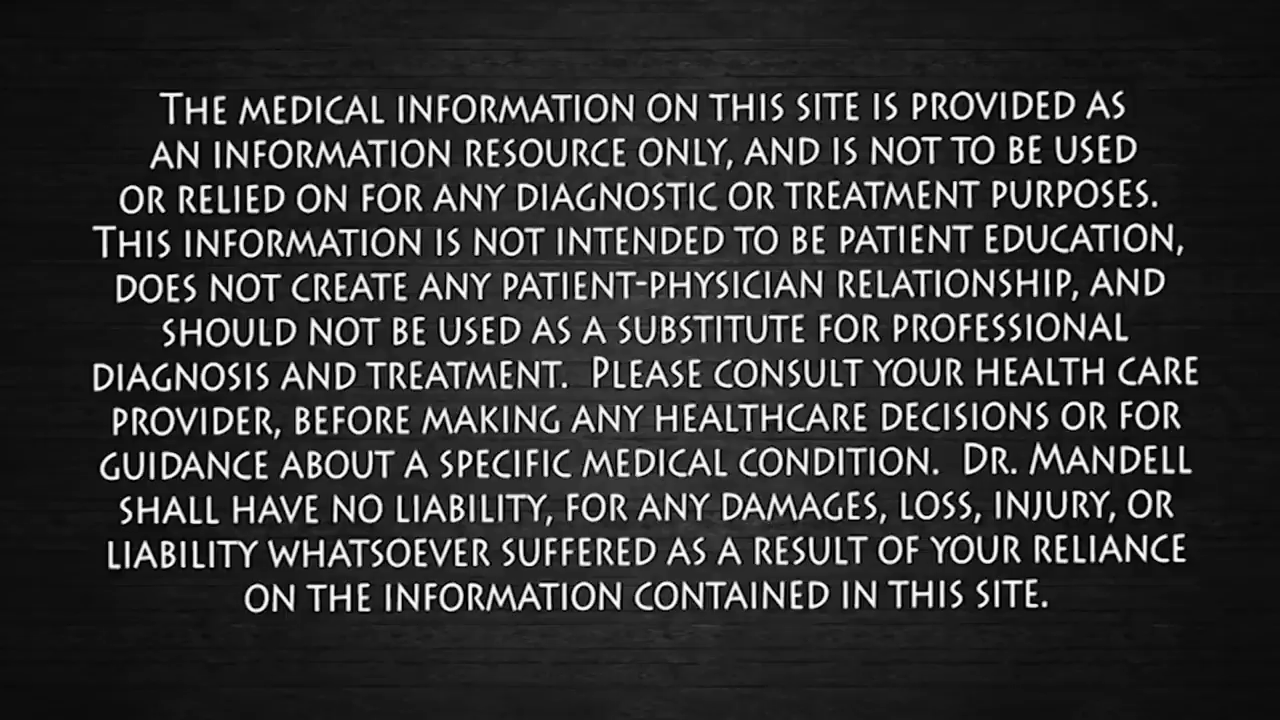 The medical information on this site is provided as
an information resource only, and is not to be used
or relied on for any diagnostic or treatment purposes.
This information is not intended to be patient education,
does not create any patient-physician relationship, and
should not be used as a substitute for professional
diagnosis and treatment.  Please consult your health care
provider, before making any healthcare decisions or for
guidance about a specific medical condition.  Dr. Mandell
shall have no liability, for any damages, loss, injury, or
liability whatsoever suffered as a result of your reliance
on the information contained in this site.